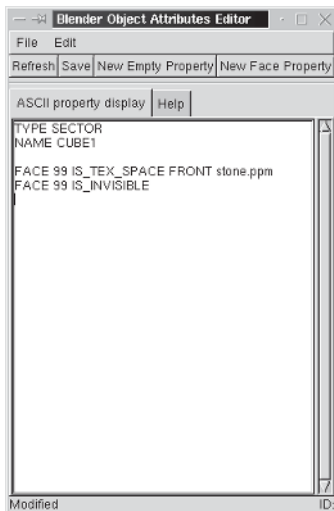 Blender Object Attributes Editor
File Edit
Refresh Save New Empty Property New Face Property
ASCII property display Help
TYPE SECTOR
NAME CUBE1
FACE 99 IS_TEX_SPACE FRONT stone.ppm
FACE 99 IS_INVISIBLE
Modified ID: